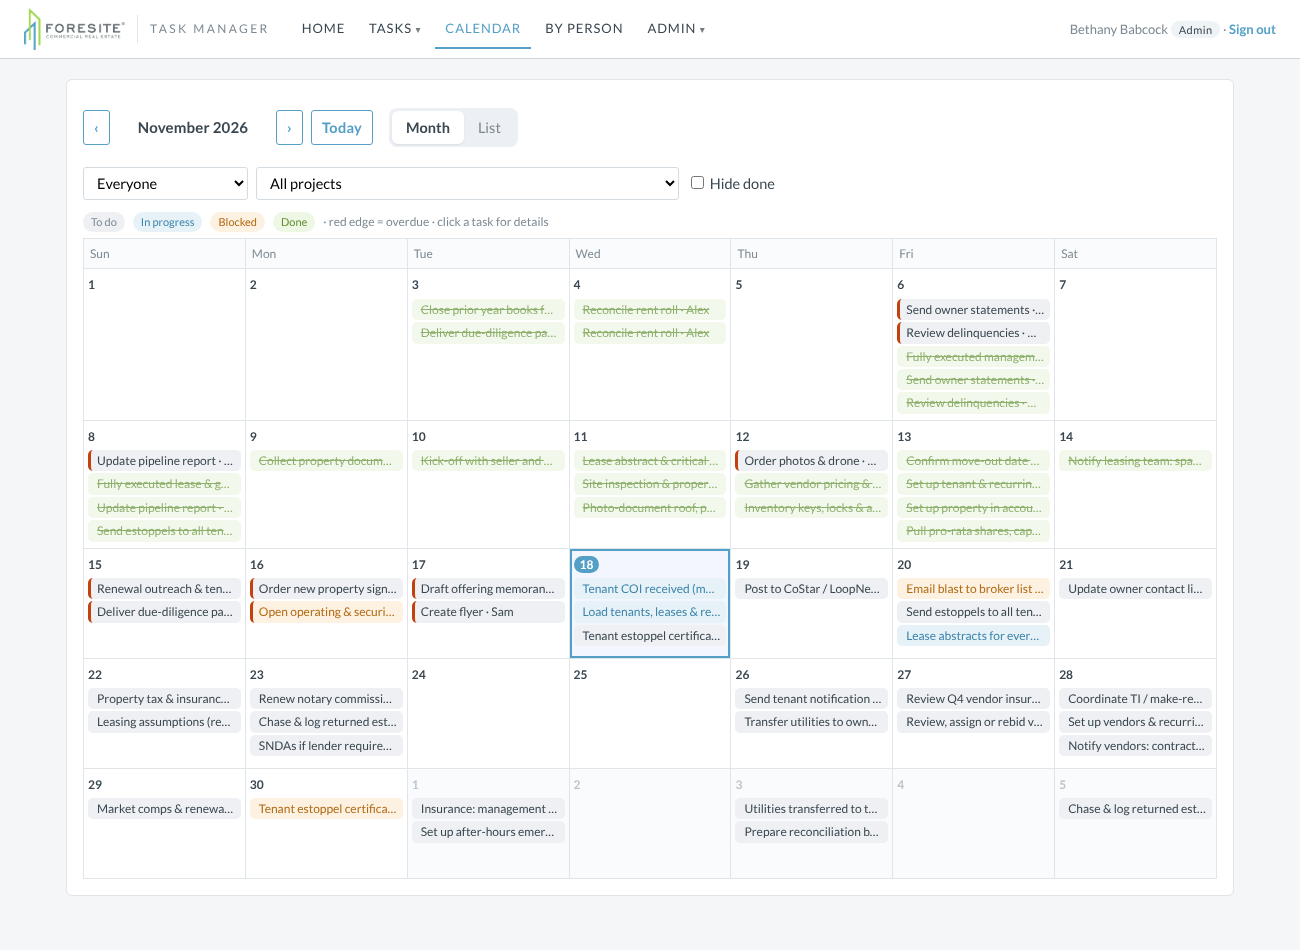 FORESITE®
COMMERCIAL REAL ESTATE
TASK MANAGER
HOME
TASKS ▾
CALENDAR
BY PERSON
ADMIN ▾
Bethany Babcock Admin · Sign out
‹ November 2026 › Today Month List
Everyone All projects Hide done
To do In progress Blocked Done · red edge = overdue · click a task for details
Sun Mon Tue Wed Thu Fri Sat
1
2
3
Close prior year books f...
Deliver due-diligence pa...
4
Reconcile rent roll · Alex
Reconcile rent roll · Alex
5
6
Send owner statements ·...
Review delinquencies · ...
Fully executed managem...
Send owner statements ·...
Review delinquencies · ...
7
8
Update pipeline report · ...
Fully executed lease & g...
Update pipeline report · ...
Send estoppels to all ten...
9
Collect property docum...
10
Kick-off with seller and ...
11
Lease abstract & critical ...
Site inspection & proper...
Photo-document roof, p...
12
Order photos & drone · ...
Gather vendor pricing & ...
Inventory keys, locks & a...
13
Confirm move-out date ...
Set up tenant & recurrin...
Set up property in accou...
Pull pro-rata shares, cap...
14
Notify leasing team: spa...
15
Renewal outreach & ten...
Deliver due-diligence pa...
16
Order new property sign...
Open operating & securi...
17
Draft offering memoran...
Create flyer · Sam
18
Tenant COI received (m...
Load tenants, leases & re...
Tenant estoppel certifica...
19
Post to CoStar / LoopNe...
20
Email blast to broker list ...
Send estoppels to all ten...
Lease abstracts for ever...
21
Update owner contact li...
22
Property tax & insuranc...
Leasing assumptions (re...
23
Renew notary commissi...
Chase & log returned est...
SNDAs if lender require...
24
25
26
Send tenant notification ...
Transfer utilities to own...
27
Review Q4 vendor insur...
Review, assign or rebid v...
28
Coordinate TI / make-re...
Set up vendors & recurri...
Notify vendors: contract...
29
Market comps & renewa...
30
Tenant estoppel certifica...
1
Insurance: management ...
Set up after-hours emer...
2
3
Utilities transferred to t...
Prepare reconciliation b...
4
5
Chase & log returned est...